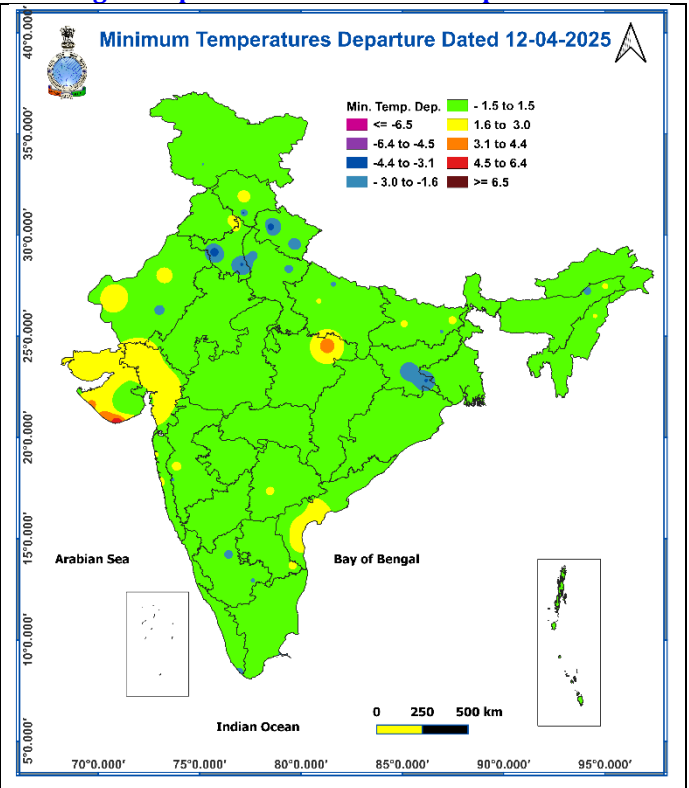 Minimum Temperatures Departure Dated 12-04-2025
Min. Temp. Dep.
<= -6.5
-6.4 to -4.5
-4.4 to -3.1
- 3.0 to -1.6
- 1.5 to 1.5
1.6 to 3.0
3.1 to 4.4
4.5 to 6.4
>= 6.5
40°0.000'
35°0.000'
30°0.000'
25°0.000'
20°0.000'
15°0.000'
10°0.000'
5°0.000'
Arabian Sea
Bay of Bengal
Indian Ocean
0 250 500 km
70°0.000' 75°0.000' 80°0.000' 85°0.000' 90°0.000' 95°0.000'